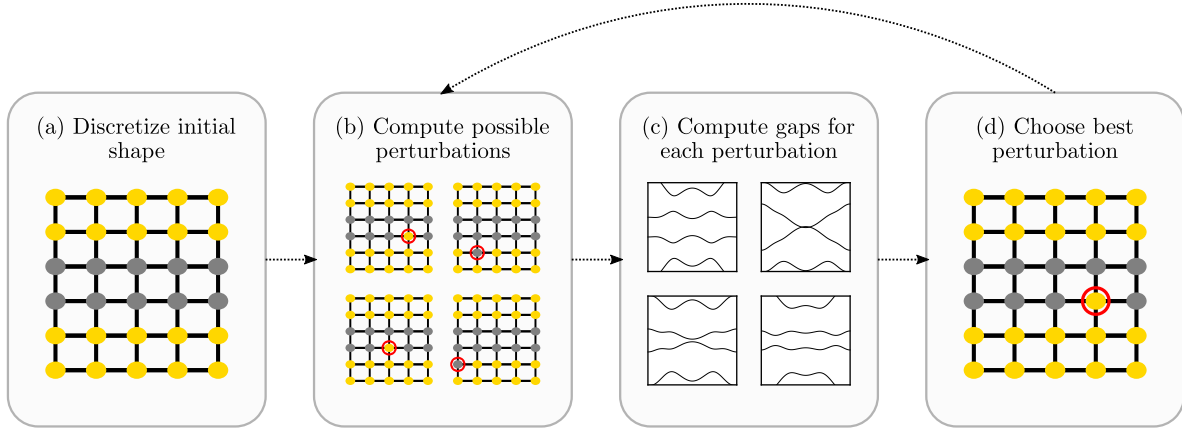 (a) Discretize initial
shape
(b) Compute possible
perturbations
(c) Compute gaps for
each perturbation
(d) Choose best
perturbation